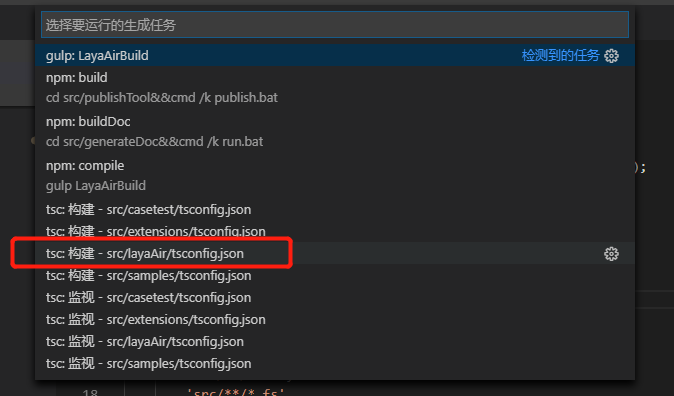 选择要运行的生成任务
gulp: LayaAirBuild 检测到的任务
npm: build
cd src/publishTool&&cmd /k publish.bat
npm: buildDoc
cd src/generateDoc&&cmd /k run.bat
npm: compile
gulp LayaAirBuild
tsc: 构建 - src/casetest/tsconfig.json
tsc: 构建 - src/extensions/tsconfig.json
tsc: 构建 - src/layaAir/tsconfig.json
tsc: 构建 - src/samples/tsconfig.json
tsc: 监视 - src/casetest/tsconfig.json
tsc: 监视 - src/extensions/tsconfig.json
tsc: 监视 - src/layaAir/tsconfig.json
tsc: 监视 - src/samples/tsconfig.json
);
18 'src/**/*.fs'